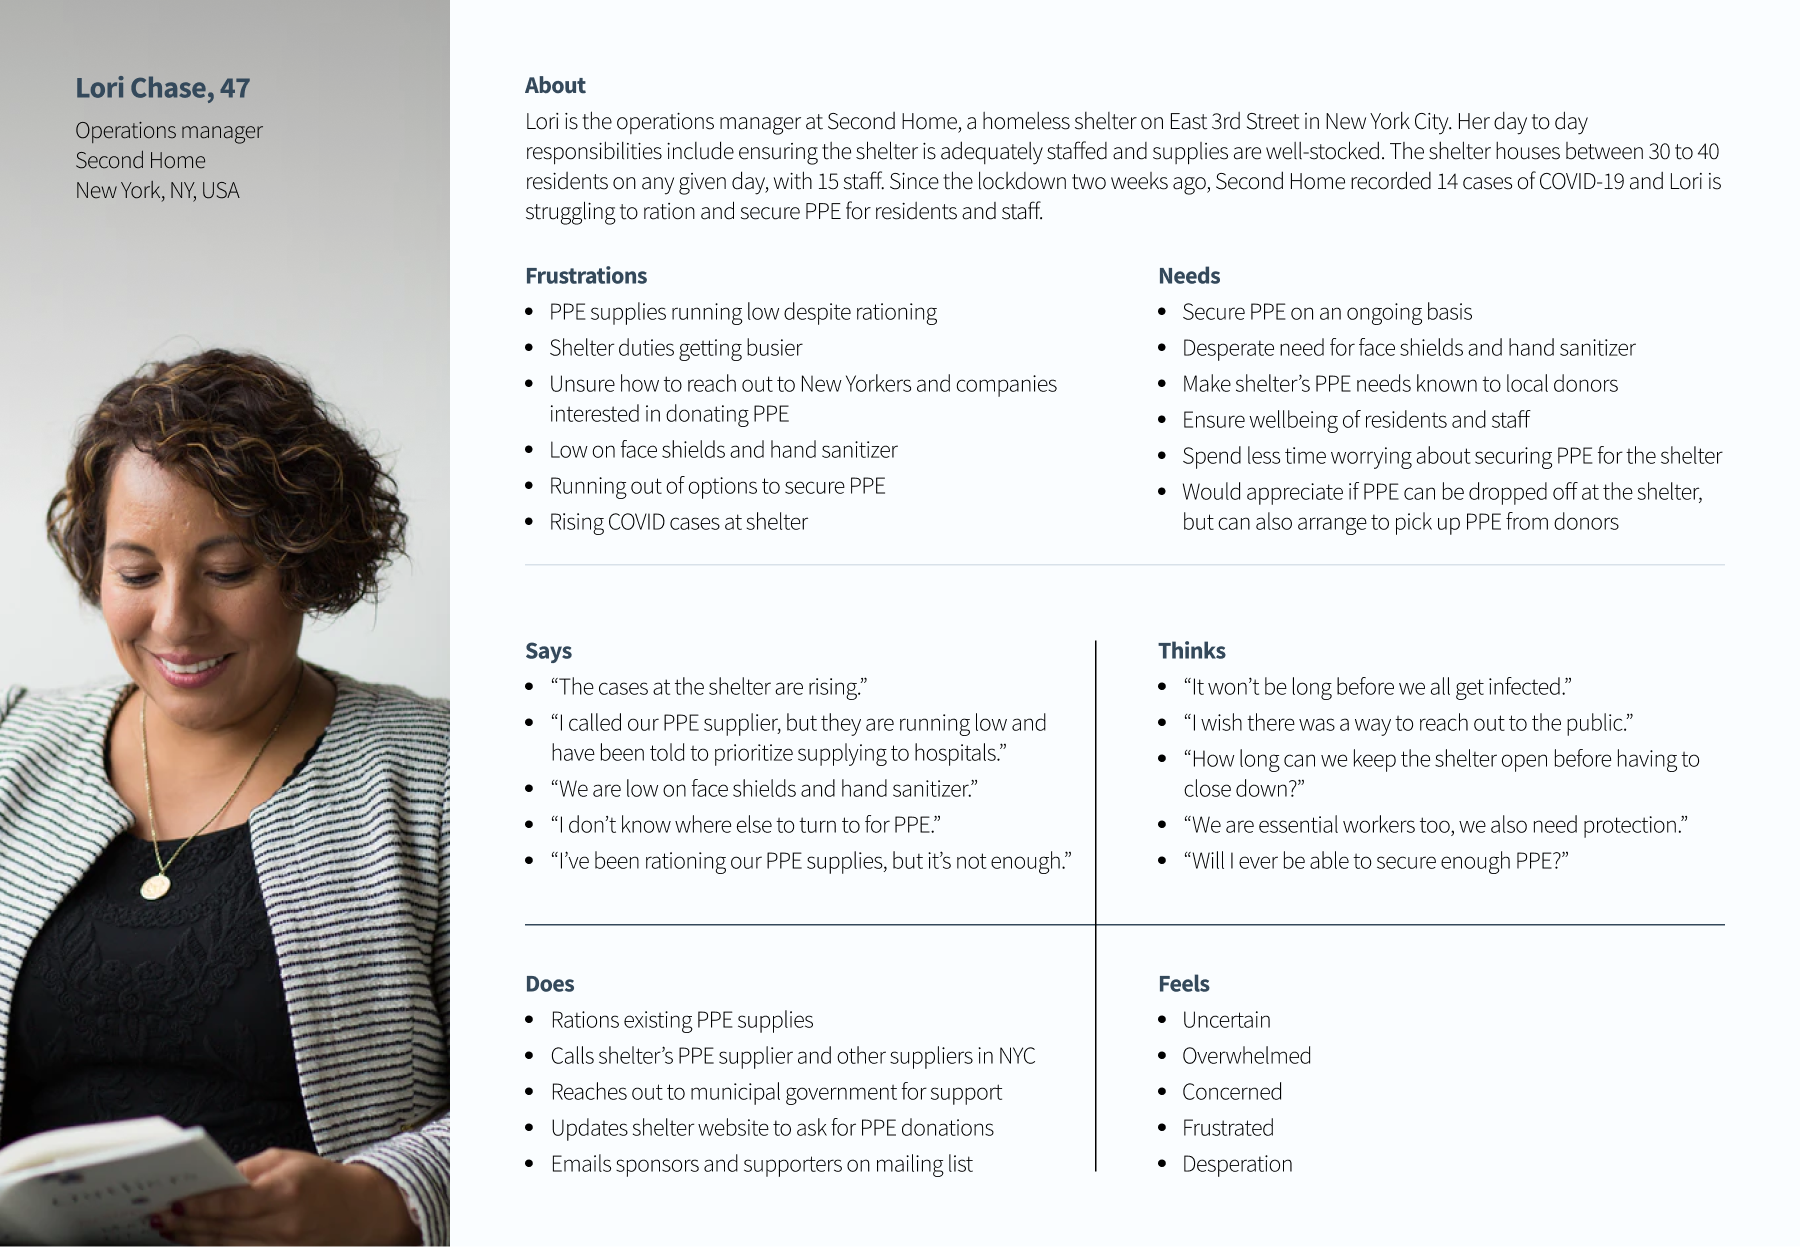 Lori Chase, 47
Operations manager
Second Home
New York, NY, USA
About
Lori is the operations manager at Second Home, a homeless shelter on East 3rd Street in New York City. Her day to day
responsibilities include ensuring the shelter is adequately staffed and supplies are well-stocked. The shelter houses between 30 to 40
residents on any given day, with 15 staff. Since the lockdown two weeks ago, Second Home recorded 14 cases of COVID-19 and Lori is
struggling to ration and secure PPE for residents and staff.
Frustrations
• PPE supplies running low despite rationing
• Shelter duties getting busier
• Unsure how to reach out to New Yorkers and companies
interested in donating PPE
• Low on face shields and hand sanitizer
• Running out of options to secure PPE
• Rising COVID cases at shelter
Needs
• Secure PPE on an ongoing basis
• Desperate need for face shields and hand sanitizer
• Make shelter’s PPE needs known to local donors
• Ensure wellbeing of residents and staff
• Spend less time worrying about securing PPE for the shelter
• Would appreciate if PPE can be dropped off at the shelter,
but can also arrange to pick up PPE from donors
Says
• “The cases at the shelter are rising.”
• “I called our PPE supplier, but they are running low and
have been told to prioritize supplying to hospitals.”
• “We are low on face shields and hand sanitizer.”
• “I don’t know where else to turn to for PPE.”
• “I’ve been rationing our PPE supplies, but it’s not enough.”
Thinks
• “It won’t be long before we all get infected.”
• “I wish there was a way to reach out to the public.”
• “How long can we keep the shelter open before having to
close down?”
• “We are essential workers too, we also need protection.”
• “Will I ever be able to secure enough PPE?”
Does
• Rations existing PPE supplies
• Calls shelter’s PPE supplier and other suppliers in NYC
• Reaches out to municipal government for support
• Updates shelter website to ask for PPE donations
• Emails sponsors and supporters on mailing list
Feels
• Uncertain
• Overwhelmed
• Concerned
• Frustrated
• Desperation